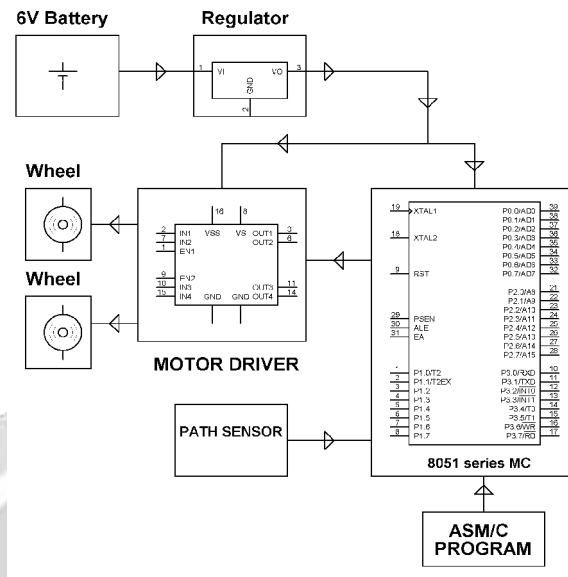 6V Battery
Regulator
1 VI VO 3
GND
2
Wheel
Wheel
16 8
VSS VS
2 IN1 OUT1 3
7 IN2 OUT2 6
1 EN1
9 EN2
10 IN3 OUT3 11
15 IN4 GND GND OUT4 14
MOTOR DRIVER
19 XTAL1 P0.0/AD0 39
P0.1/AD1 38
P0.2/AD2 37
18 XTAL2 P0.3/AD3 36
P0.4/AD4 35
P0.5/AD5 34
P0.6/AD6 33
9 RST P0.7/AD7 32
P2.0/A8 21
P2.1/A9 22
P2.2/A10 23
29 PSEN P2.3/A11 24
30 ALE P2.4/A12 25
31 EA P2.5/A13 26
P2.6/A14 27
P2.7/A15 28
1 P1.0/T2 P3.0/RXD 10
2 P1.1/T2EX P3.1/TXD 11
3 P1.2 P3.2/INT0 12
4 P1.3 P3.3/INT1 13
5 P1.4 P3.4/T0 14
6 P1.5 P3.5/T1 15
7 P1.6 P3.6/WR 16
8 P1.7 P3.7/RD 17
8051 series MC
PATH SENSOR
ASM/C
PROGRAM